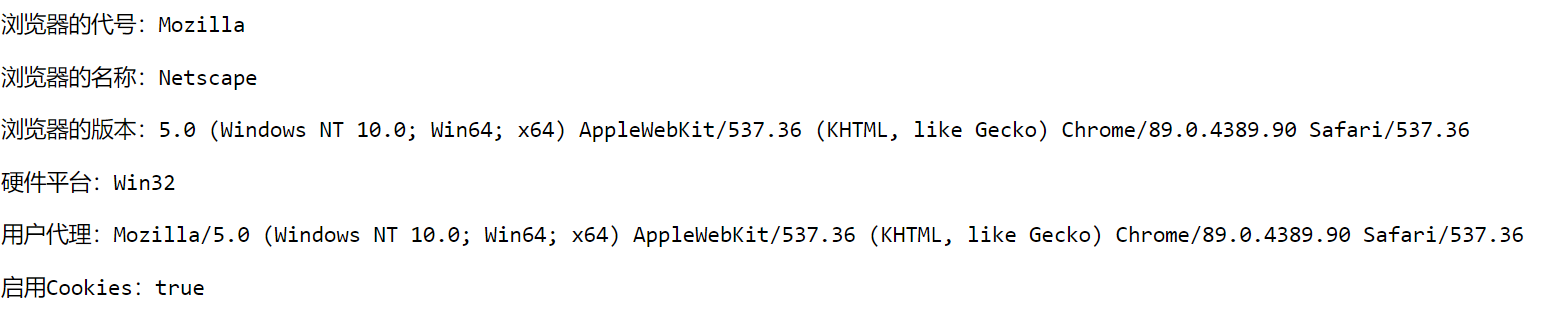 浏览器的代号：Mozilla
浏览器的名称：Netscape
浏览器的版本：5.0 (Windows NT 10.0; Win64; x64) AppleWebKit/537.36 (KHTML, like Gecko) Chrome/89.0.4389.90 Safari/537.36
硬件平台：Win32
用户代理：Mozilla/5.0 (Windows NT 10.0; Win64; x64) AppleWebKit/537.36 (KHTML, like Gecko) Chrome/89.0.4389.90 Safari/537.36
启用Cookies：true